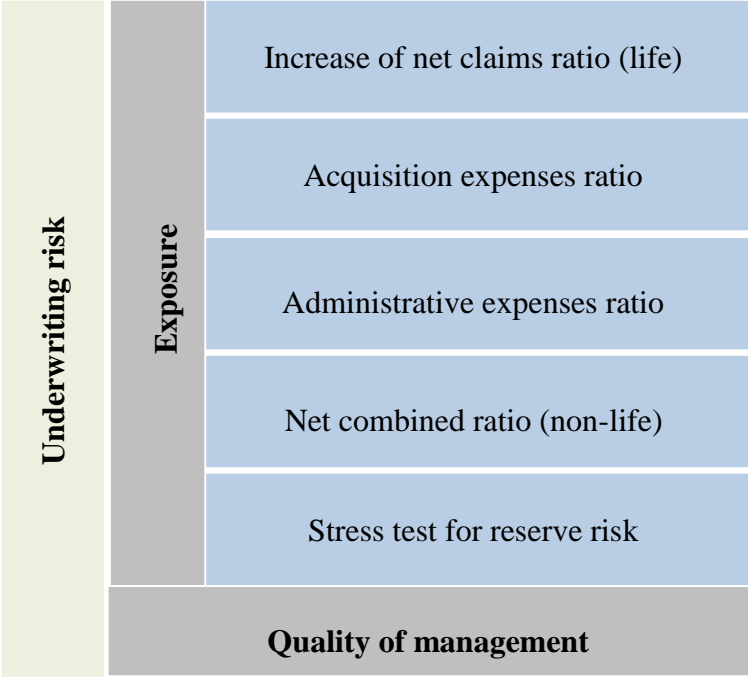 Underwriting risk
Exposure
Increase of net claims ratio (life)
Acquisition expenses ratio
Administrative expenses ratio
Net combined ratio (non-life)
Stress test for reserve risk
Quality of management